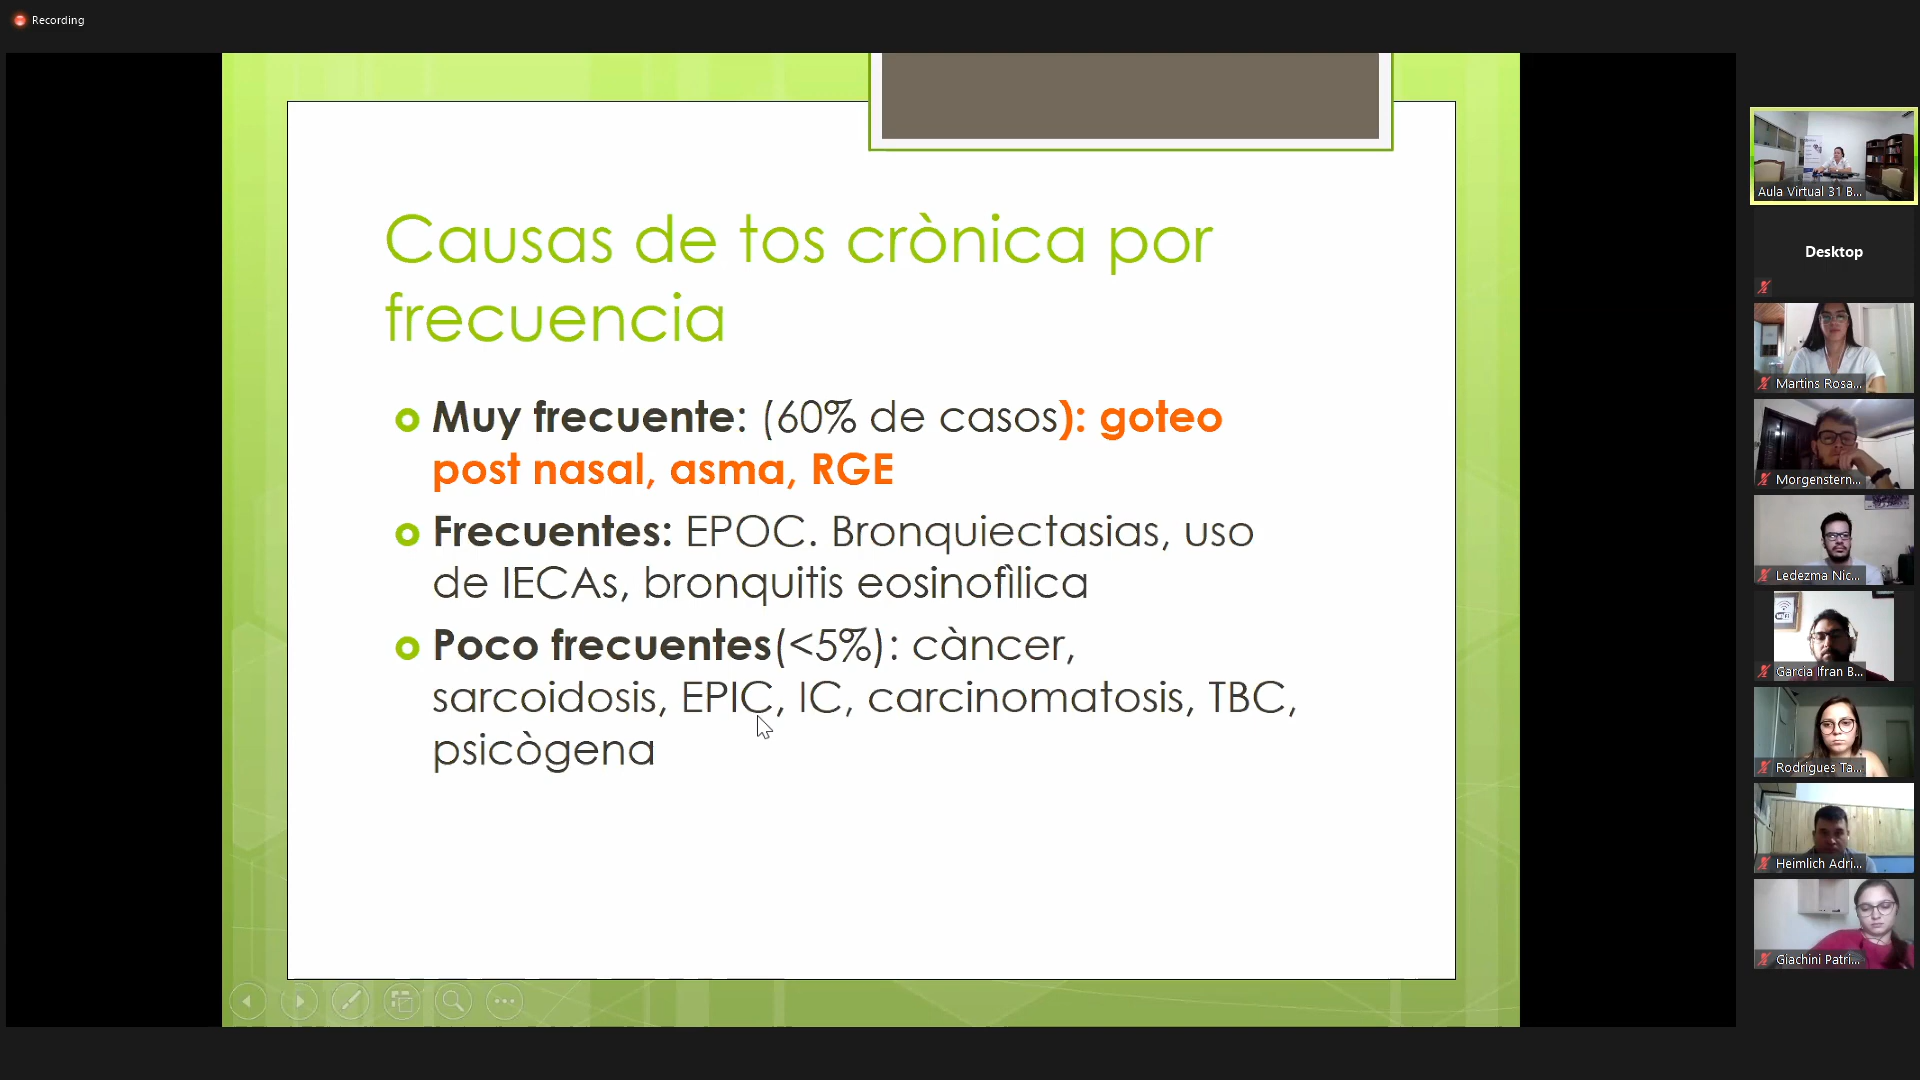 Recording
Causas de tos crònica por
frecuencia
Muy frecuente: (60% de casos): goteo
post nasal, asma, RGE
Frecuentes: EPOC. Bronquiectasias, uso
de IECAs, bronquitis eosinofìlica
Poco frecuentes(<5%): càncer,
sarcoidosis, EPIC, IC, carcinomatosis, TBC,
psicògena
Aula Virtual 31 B...
Desktop
Martins Rosa...
Morgenstern...
Ledezma Nic...
Garcia Ifran B...
Rodrigues Ta...
Heimlich Adri...
Giachini Patri...